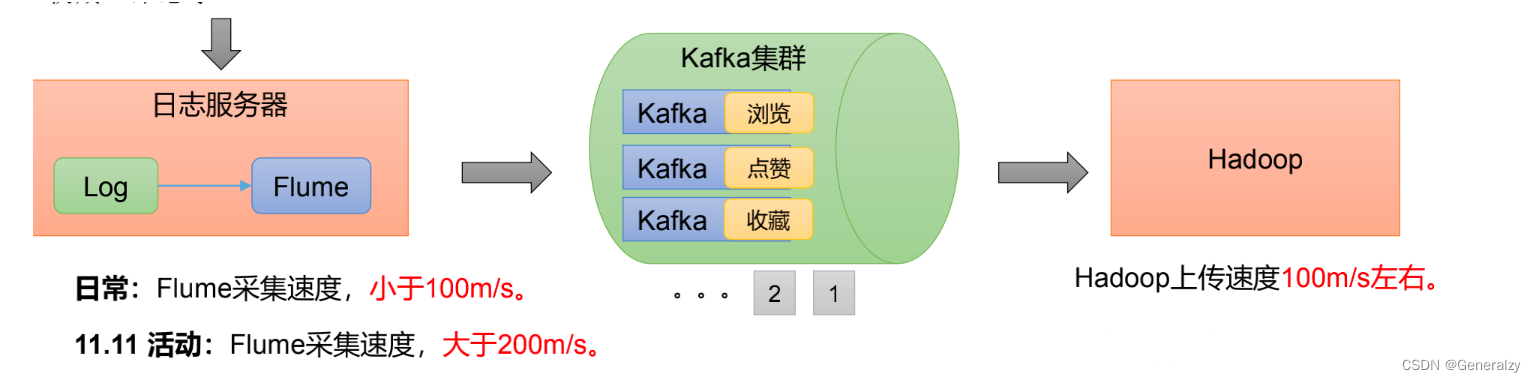 日志服务器
Log
Flume
日常：Flume采集速度，小于100m/s。
11.11 活动：Flume采集速度，大于200m/s。
Kafka集群
Kafka 浏览
Kafka 点赞
Kafka 收藏
。。。 2 1
Hadoop
Hadoop上传速度100m/s左右。
CSDN @Generalzy